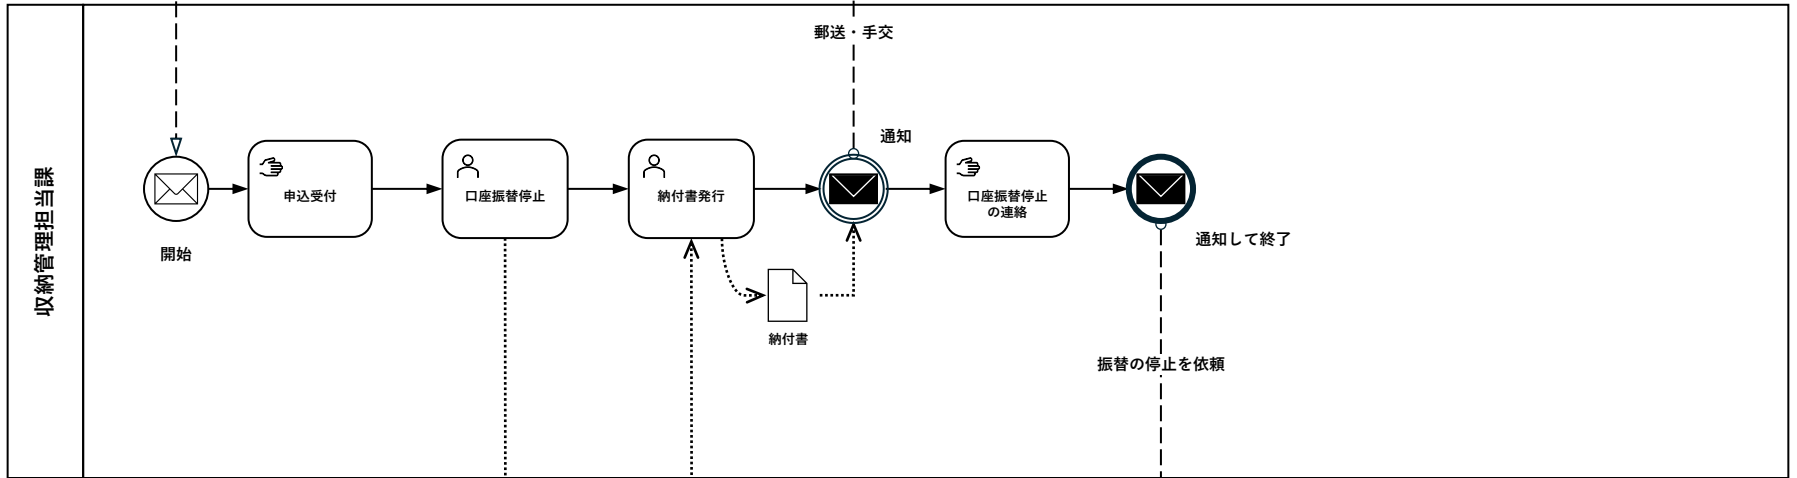 収納管理担当課
郵送・手交
通知
申込受付
口座振替停止
納付書発行
口座振替停止
の連絡
開始
通知して終了
納付書
振替の停止を依頼